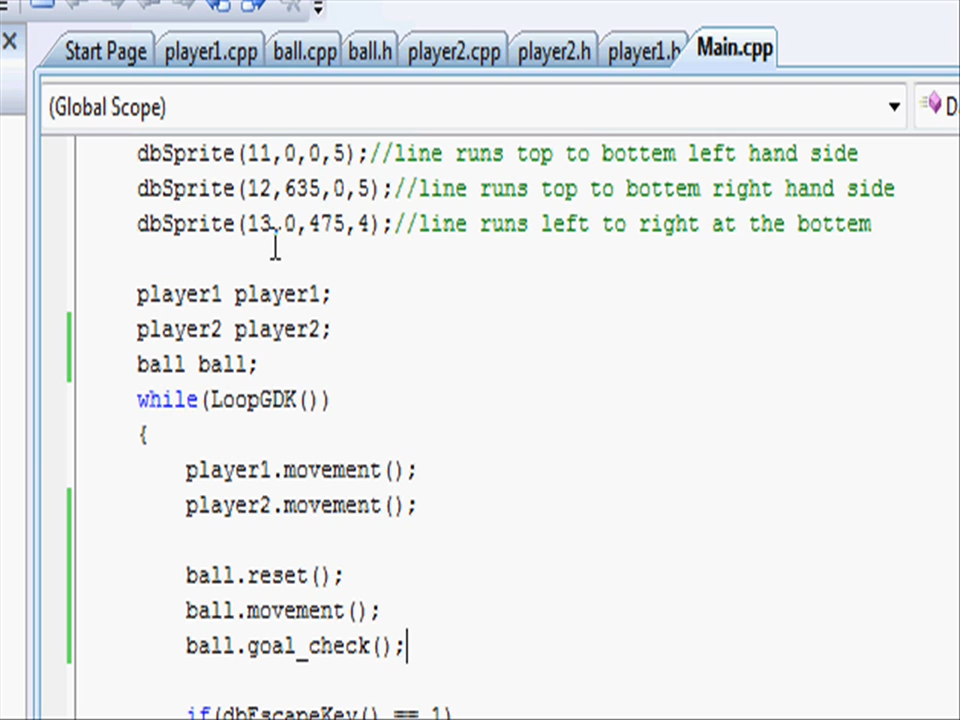 Start Page player1.cpp ball.cpp ball.h player2.cpp player2.h player1.h Main.cpp
(Global Scope) D
dbSprite(11,0,0,5);//line runs top to bottem left hand side
dbSprite(12,635,0,5);//line runs top to bottem right hand side
dbSprite(13,0,475,4);//line runs left to right at the bottem
player1 player1;
player2 player2;
ball ball;
while(LoopGDK())
{
player1.movement();
player2.movement();
ball.reset();
ball.movement();
ball.goal_check();
if(dbEscapeKey() == 1)